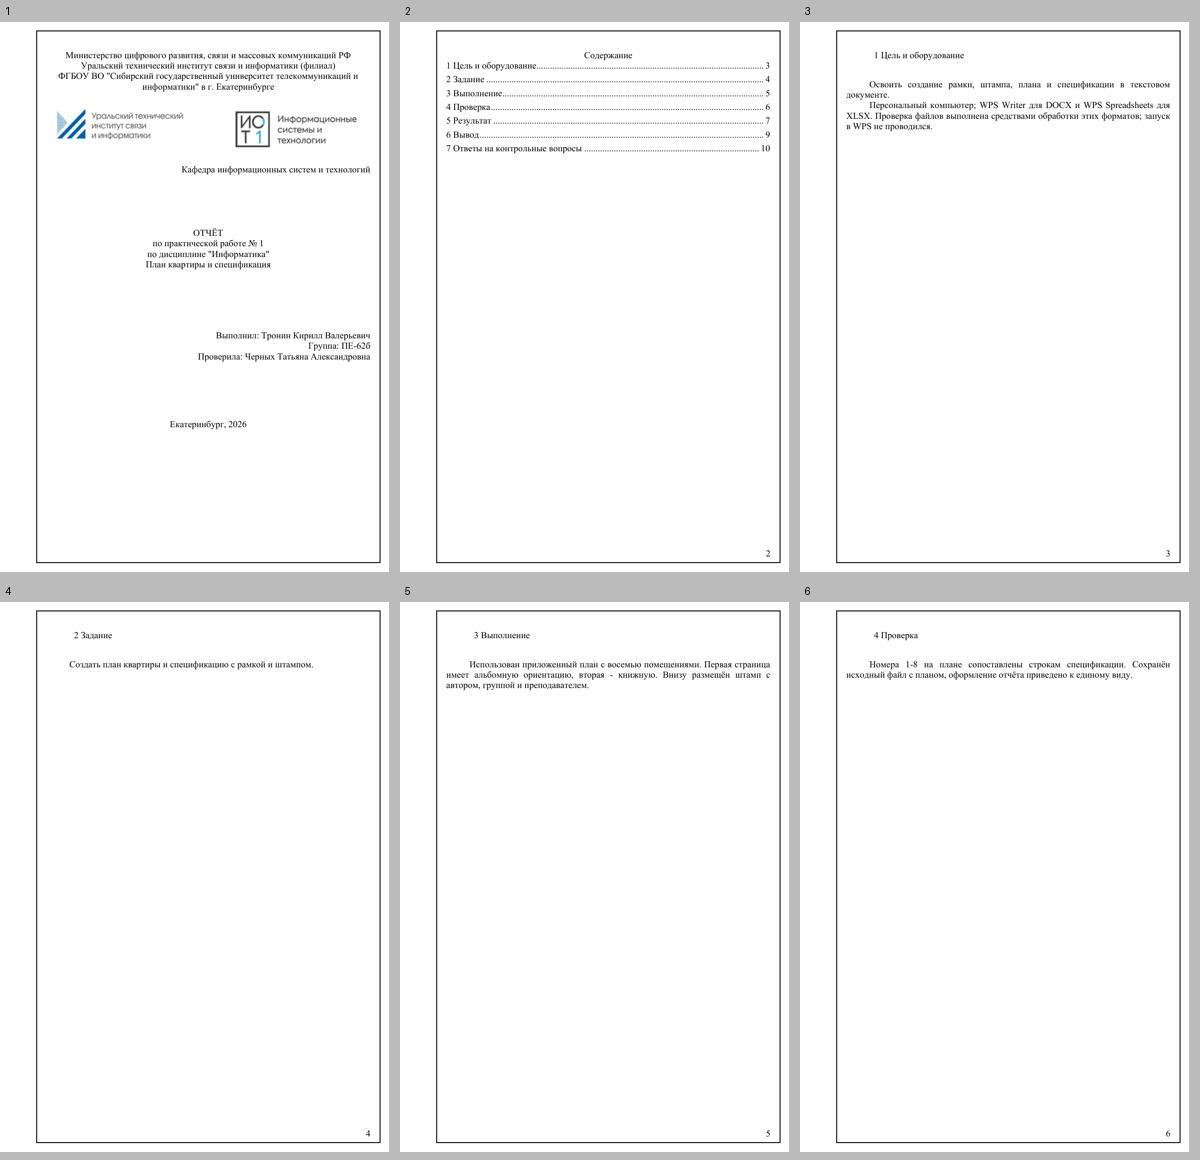 1
Министерство цифрового развития, связи и массовых коммуникаций РФ
Уральский технический институт связи и информатики (филиал)
ФГБОУ ВО "Сибирский государственный университет телекоммуникаций и
информатики" в г. Екатеринбурге
Уральский технический
институт связи
и информатики
ИО
Т 1
Информационные
системы и
технологии
Кафедра информационных систем и технологий
ОТЧЁТ
по практической работе № 1
по дисциплине "Информатика"
План квартиры и спецификация
Выполнил: Тронин Кирилл Валерьевич
Группа: ПЕ-62б
Проверила: Черных Татьяна Александровна
Екатеринбург, 2026
2
Содержание
1 Цель и оборудование 3
2 Задание 4
3 Выполнение 5
4 Проверка 6
5 Результат 7
6 Вывод 9
7 Ответы на контрольные вопросы 10
2
3
1 Цель и оборудование
Освоить создание рамки, штампа, плана и спецификации в текстовом
документе.
Персональный компьютер; WPS Writer для DOCX и WPS Spreadsheets для
XLSX. Проверка файлов выполнена средствами обработки этих форматов; запуск
в WPS не проводился.
3
4
2 Задание
Создать план квартиры и спецификацию с рамкой и штампом.
4
5
3 Выполнение
Использован приложенный план с восемью помещениями. Первая страница
имеет альбомную ориентацию, вторая - книжную. Внизу размещён штамп с
автором, группой и преподавателем.
5
6
4 Проверка
Номера 1-8 на плане сопоставлены строкам спецификации. Сохранён
исходный файл с планом, оформление отчёта приведено к единому виду.
6